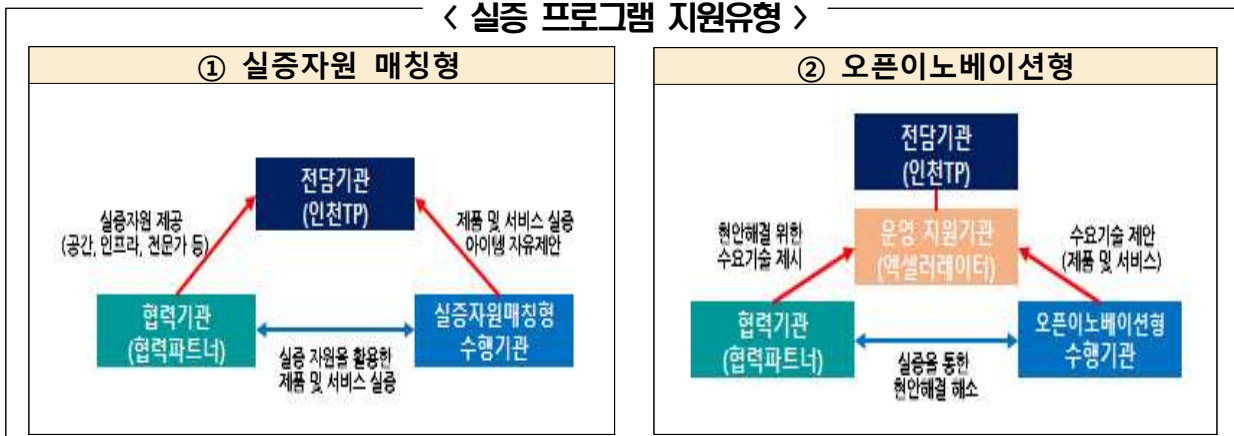 < 실증 프로그램 지원유형 >
① 실증자원 매칭형
전담기관
(인천TP)
실증자원 제공
(공간, 인프라, 전문가 등)
제품 및 서비스 실증
아이템 자유제안
협력기관
(협력파트너)
실증자원매칭형
수행기관
실증 자원을 활용한
제품 및 서비스 실증
② 오픈이노베이션형
전담기관
(인천TP)
운영 지원기관
(액셀러레이터)
현안해결 위한
수요기술 제시
수요기술 제안
(제품 및 서비스)
협력기관
(협력파트너)
오픈이노베이션형
수행기관
실증을 통한
현안해결 해소